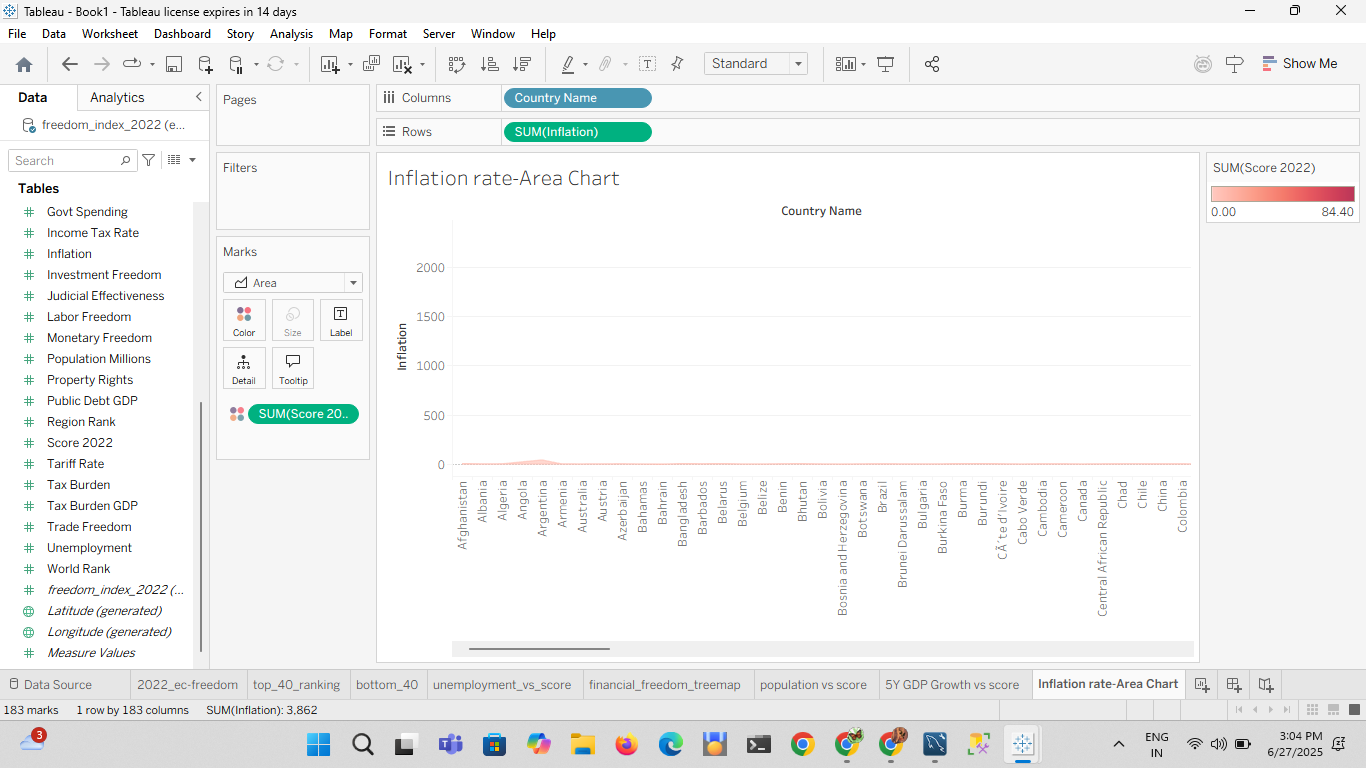 Tableau - Book1 - Tableau license expires in 14 days
File Data Worksheet Dashboard Story Analysis Map Format Server Window Help
Standard
Show Me
Data Analytics
freedom_index_2022 (e...
Search
Tables
Govt Spending
Income Tax Rate
Inflation
Investment Freedom
Judicial Effectiveness
Labor Freedom
Monetary Freedom
Population Millions
Property Rights
Public Debt GDP
Region Rank
Score 2022
Tariff Rate
Tax Burden
Tax Burden GDP
Trade Freedom
Unemployment
World Rank
freedom_index_2022 (...
Latitude (generated)
Longitude (generated)
Measure Values
Pages
Filters
Marks
Area
Color Size Label
Detail Tooltip
SUM(Score 20..
Columns Country Name
Rows SUM(Inflation)
Inflation rate-Area Chart
Country Name
Inflation
2000
1500
1000
500
0
Afghanistan
Albania
Algeria
Angola
Argentina
Armenia
Australia
Austria
Azerbaijan
Bahamas
Bahrain
Bangladesh
Barbados
Belarus
Belgium
Belize
Benin
Bhutan
Bolivia
Bosnia and Herzegovina
Botswana
Brazil
Brunei Darussalam
Bulgaria
Burkina Faso
Burma
Burundi
CÃ´te d'Ivoire
Cabo Verde
Cambodia
Cameroon
Canada
Central African Republic
Chad
Chile
China
Colombia
SUM(Score 2022)
0.00 84.40
Data Source 2022_ec-freedom top_40_ranking bottom_40 unemployment_vs_score financial_freedom_treemap population vs score 5Y GDP Growth vs score Inflation rate-Area Chart
183 marks 1 row by 183 columns SUM(Inflation): 3,862
3
ENG
IN
3:04 PM
6/27/2025